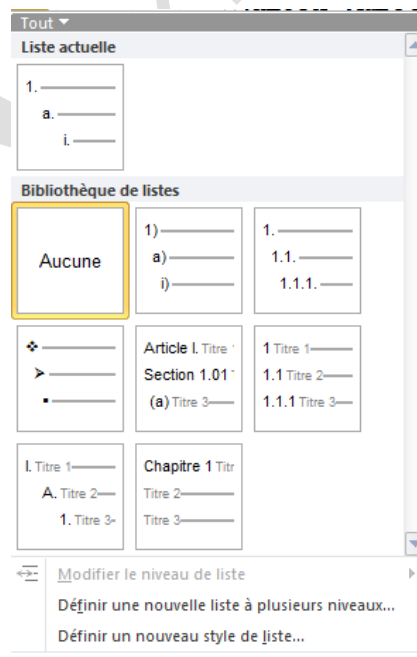 Tout
Liste actuelle
1.
a.
i.
Bibliothèque de listes
Aucune
1)
a)
i)
1.
1.1.
1.1.1.
Article I. Titre
Section 1.01
(a) Titre 3
1 Titre 1
1.1 Titre 2
1.1.1 Titre 3
I. Titre 1
A. Titre 2
1. Titre 3
Chapitre 1 Titr
Titre 2
Titre 3
Modifier le niveau de liste
Définir une nouvelle liste à plusieurs niveaux...
Définir un nouveau style de liste...